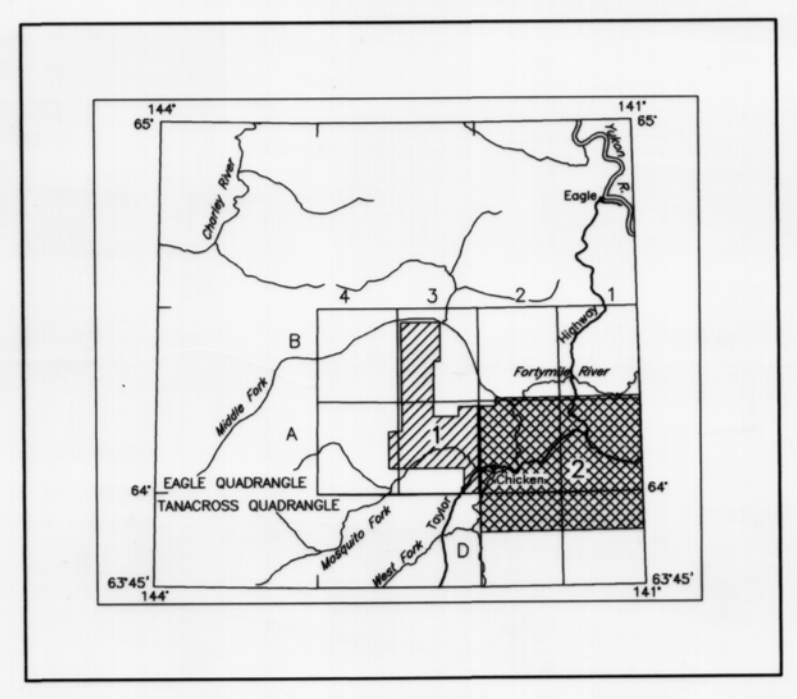 144°
141°
65°
65°
Yukon R.
Eagle
Charley River
4
3
2
1
B
Highway
Fortymile River
Middle Fork
A
1
2
Chicken
EAGLE QUADRANGLE
64°
64°
TANACROSS QUADRANGLE
Taylor
Mosquito Fork
West Fork
D
63°45'
63°45'
144°
141°